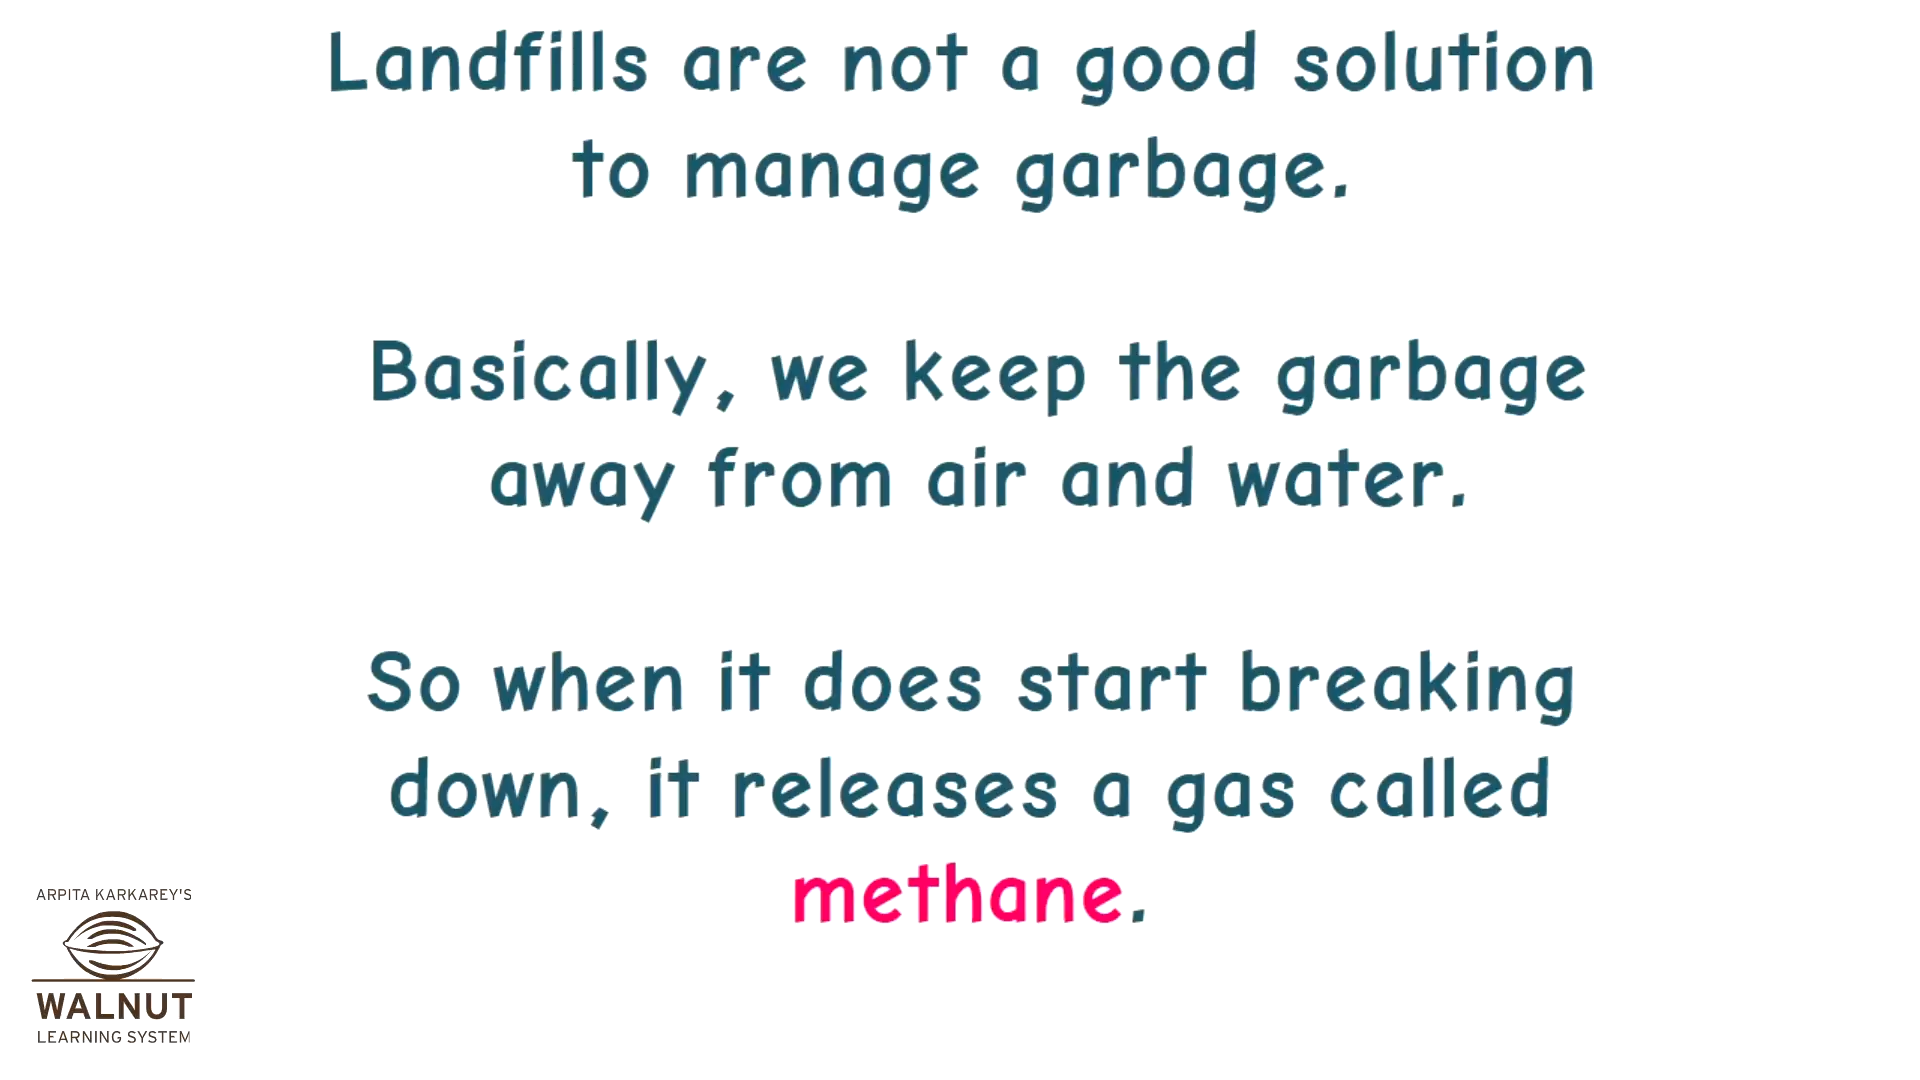 Landfills are not a good solution
to manage garbage.
Basically, we keep the garbage
away from air and water.
So when it does start breaking
down, it releases a gas called
methane.
ARPITA KARKAREY'S
WALNUT
LEARNING SYSTEM